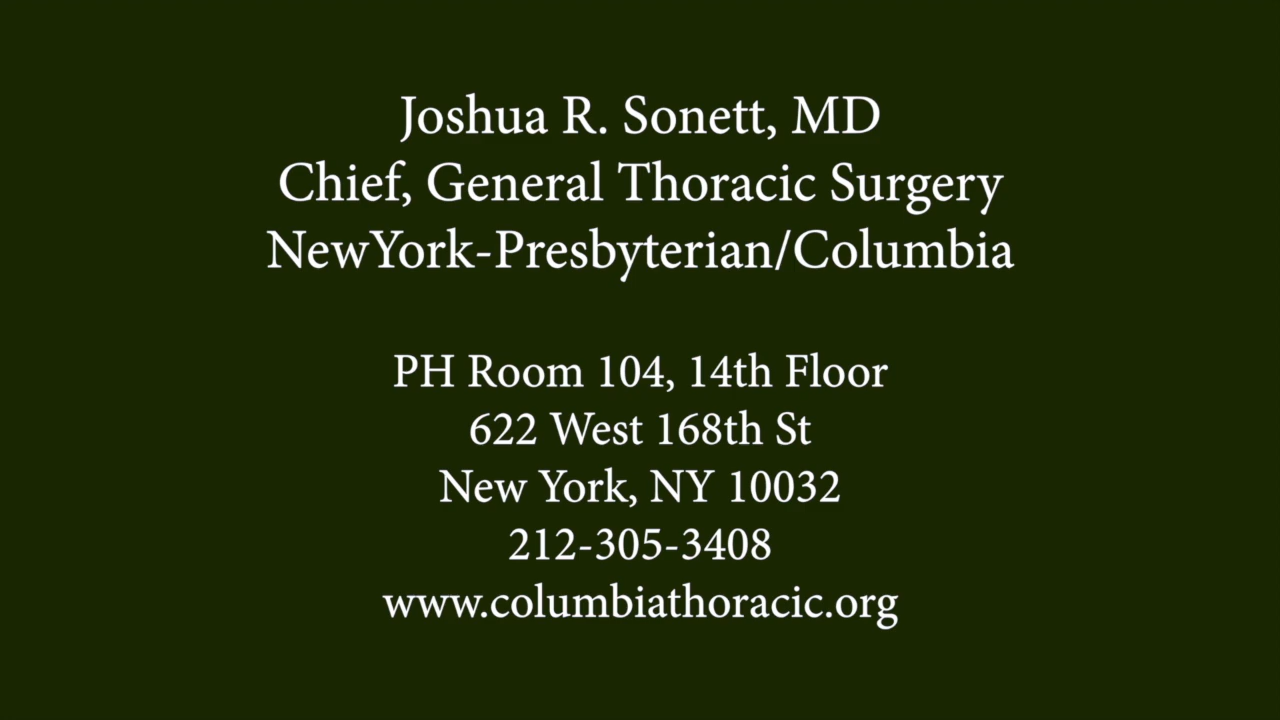 Joshua R. Sonett, MD
Chief, General Thoracic Surgery
NewYork-Presbyterian/Columbia
PH Room 104, 14th Floor
622 West 168th St
New York, NY 10032
212-305-3408
www.columbiathoracic.org